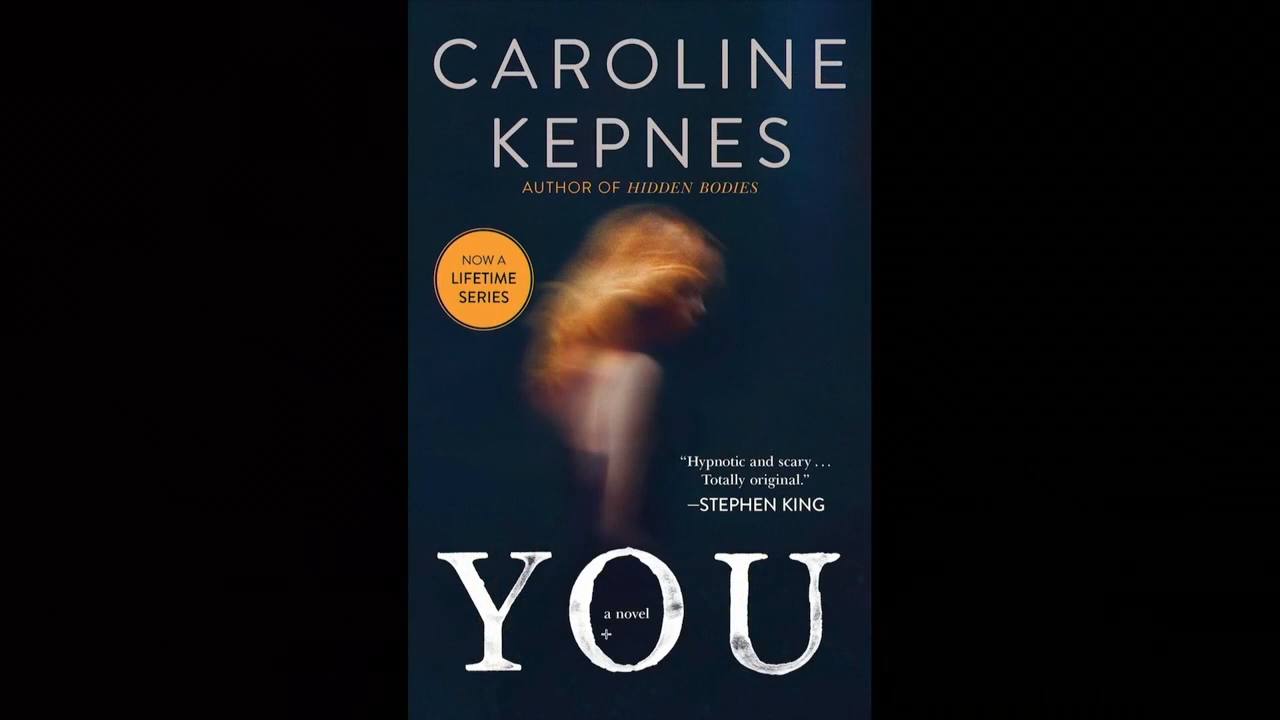 CAROLINE
KEPNES
AUTHOR OF HIDDEN BODIES
NOW A
LIFETIME
SERIES
“Hypnotic and scary . . .
Totally original.”
—STEPHEN KING
YOU
a novel